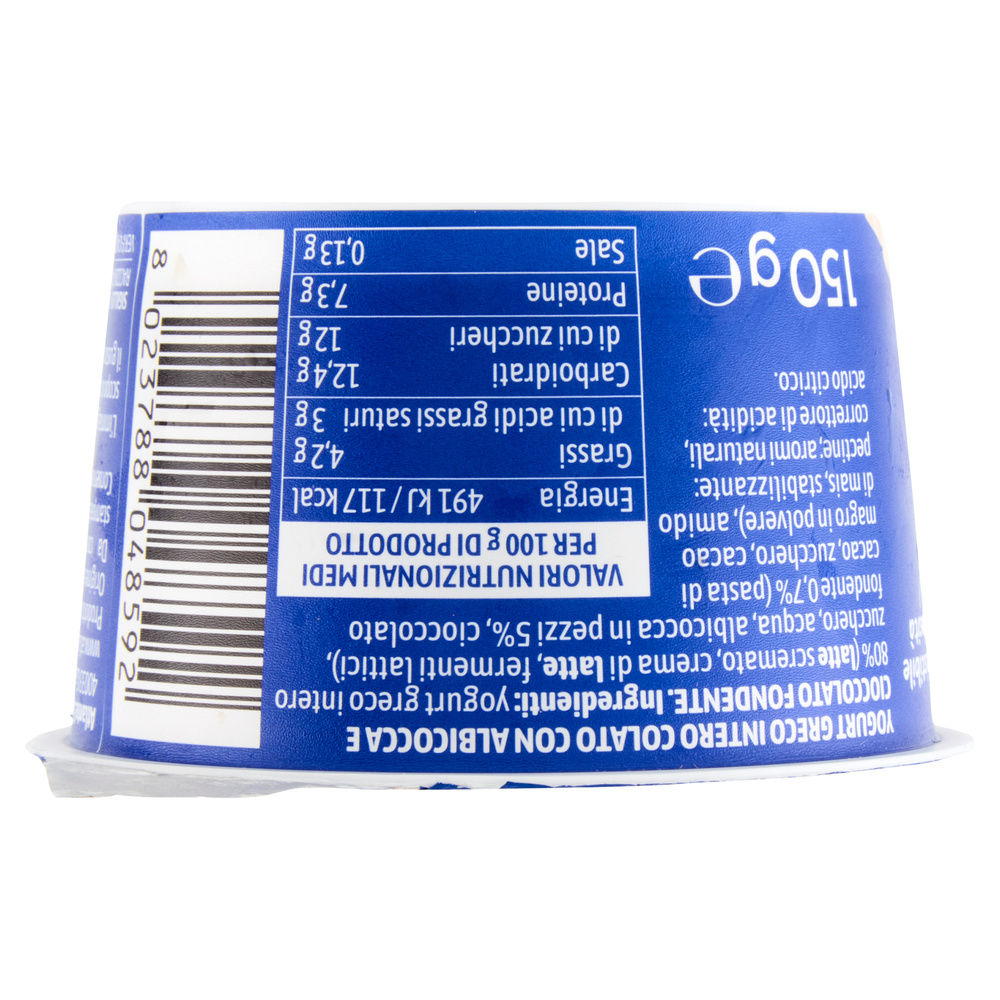 YOGURT GRECO INTERO COLATO CON ALBICOCCA E
CIOCCOLATO FONDENTE. Ingredienti: yogurt greco intero
80% (latte scremato, crema di latte, fermenti lattici),
zucchero, acqua, albicocca in pezzi 5%, cioccolato
fondente 0,7% (pasta di
cacao, zucchero, cacao
magro in polvere), amido
di mais, stabilizzante:
pectine; aromi naturali,
correttore di acidità:
acido citrico.
150 g e
VALORI NUTRIZIONALI MEDI
PER 100 g DI PRODOTTO
Energia 491 kJ / 117 kcal
Grassi 4,2 g
di cui acidi grassi saturi 3 g
Carboidrati 12,4 g
di cui zuccheri 12 g
Proteine 7,3 g
Sale 0,13 g
8 023788 048592